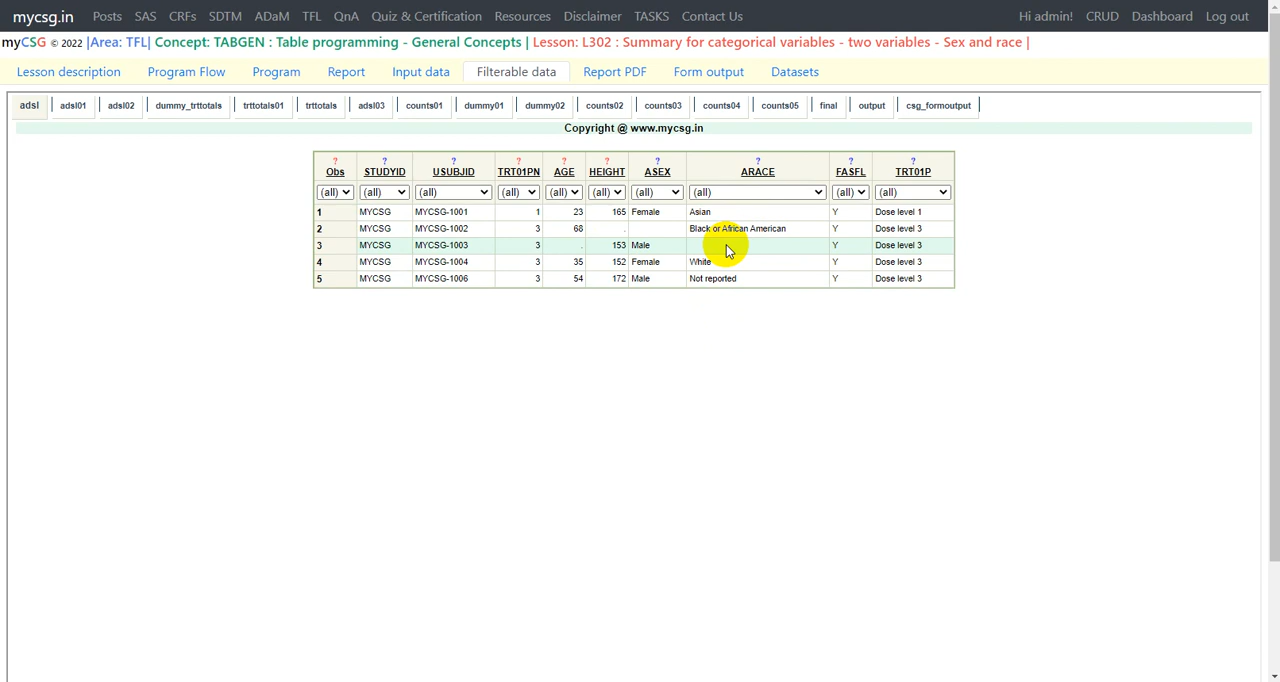 mycsg.in Posts SAS CRFs SDTM ADaM TFL QnA Quiz & Certification Resources Disclaimer TASKS Contact Us Hi admin! CRUD Dashboard Log out
myCSG © 2022 |Area: TFL| Concept: TABGEN : Table programming - General Concepts | Lesson: L302 : Summary for categorical variables - two variables - Sex and race |
Lesson description Program Flow Program Report Input data Filterable data Report PDF Form output Datasets
adsl adsl01 adsl02 dummy_trttotals trttotals01 trttotals adsl03 counts01 dummy01 dummy02 counts02 counts03 counts04 counts05 final output csg_formoutput
Copyright @ www.mycsg.in
? ? ? ? ? ? ? ? ? ?
Obs STUDYID USUBJID TRT01PN AGE HEIGHT ASEX ARACE FASFL TRT01P
(all) (all) (all) (all) (all) (all) (all) (all) (all) (all)
1 MYCSG MYCSG-1001 1 23 165 Female Asian Y Dose level 1
2 MYCSG MYCSG-1002 3 68 . Black or African American Y Dose level 3
3 MYCSG MYCSG-1003 3 . 153 Male Y Dose level 3
4 MYCSG MYCSG-1004 3 35 152 Female White Y Dose level 3
5 MYCSG MYCSG-1006 3 54 172 Male Not reported Y Dose level 3